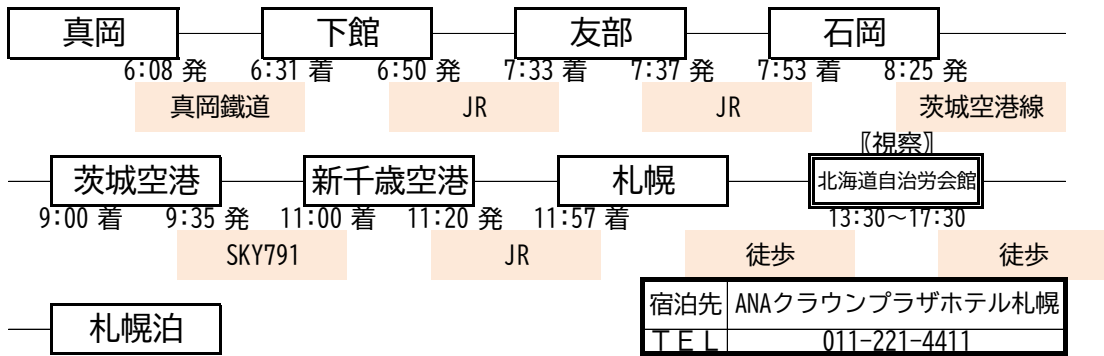 真岡 下館 友部 石岡
6:08 発 6:31 着 6:50 発 7:33 着 7:37 発 7:53 着 8:25 発
真岡鐵道 JR JR 茨城空港線
〖視察〗
茨城空港 新千歳空港 札幌 北海道自治労会館
9:00 着 9:35 発 11:00 着 11:20 発 11:57 着 13:30～17:30
SKY791 JR 徒歩 徒歩
宿泊先 ANAクラウンプラザホテル札幌
札幌泊
ＴＥＬ 011-221-4411